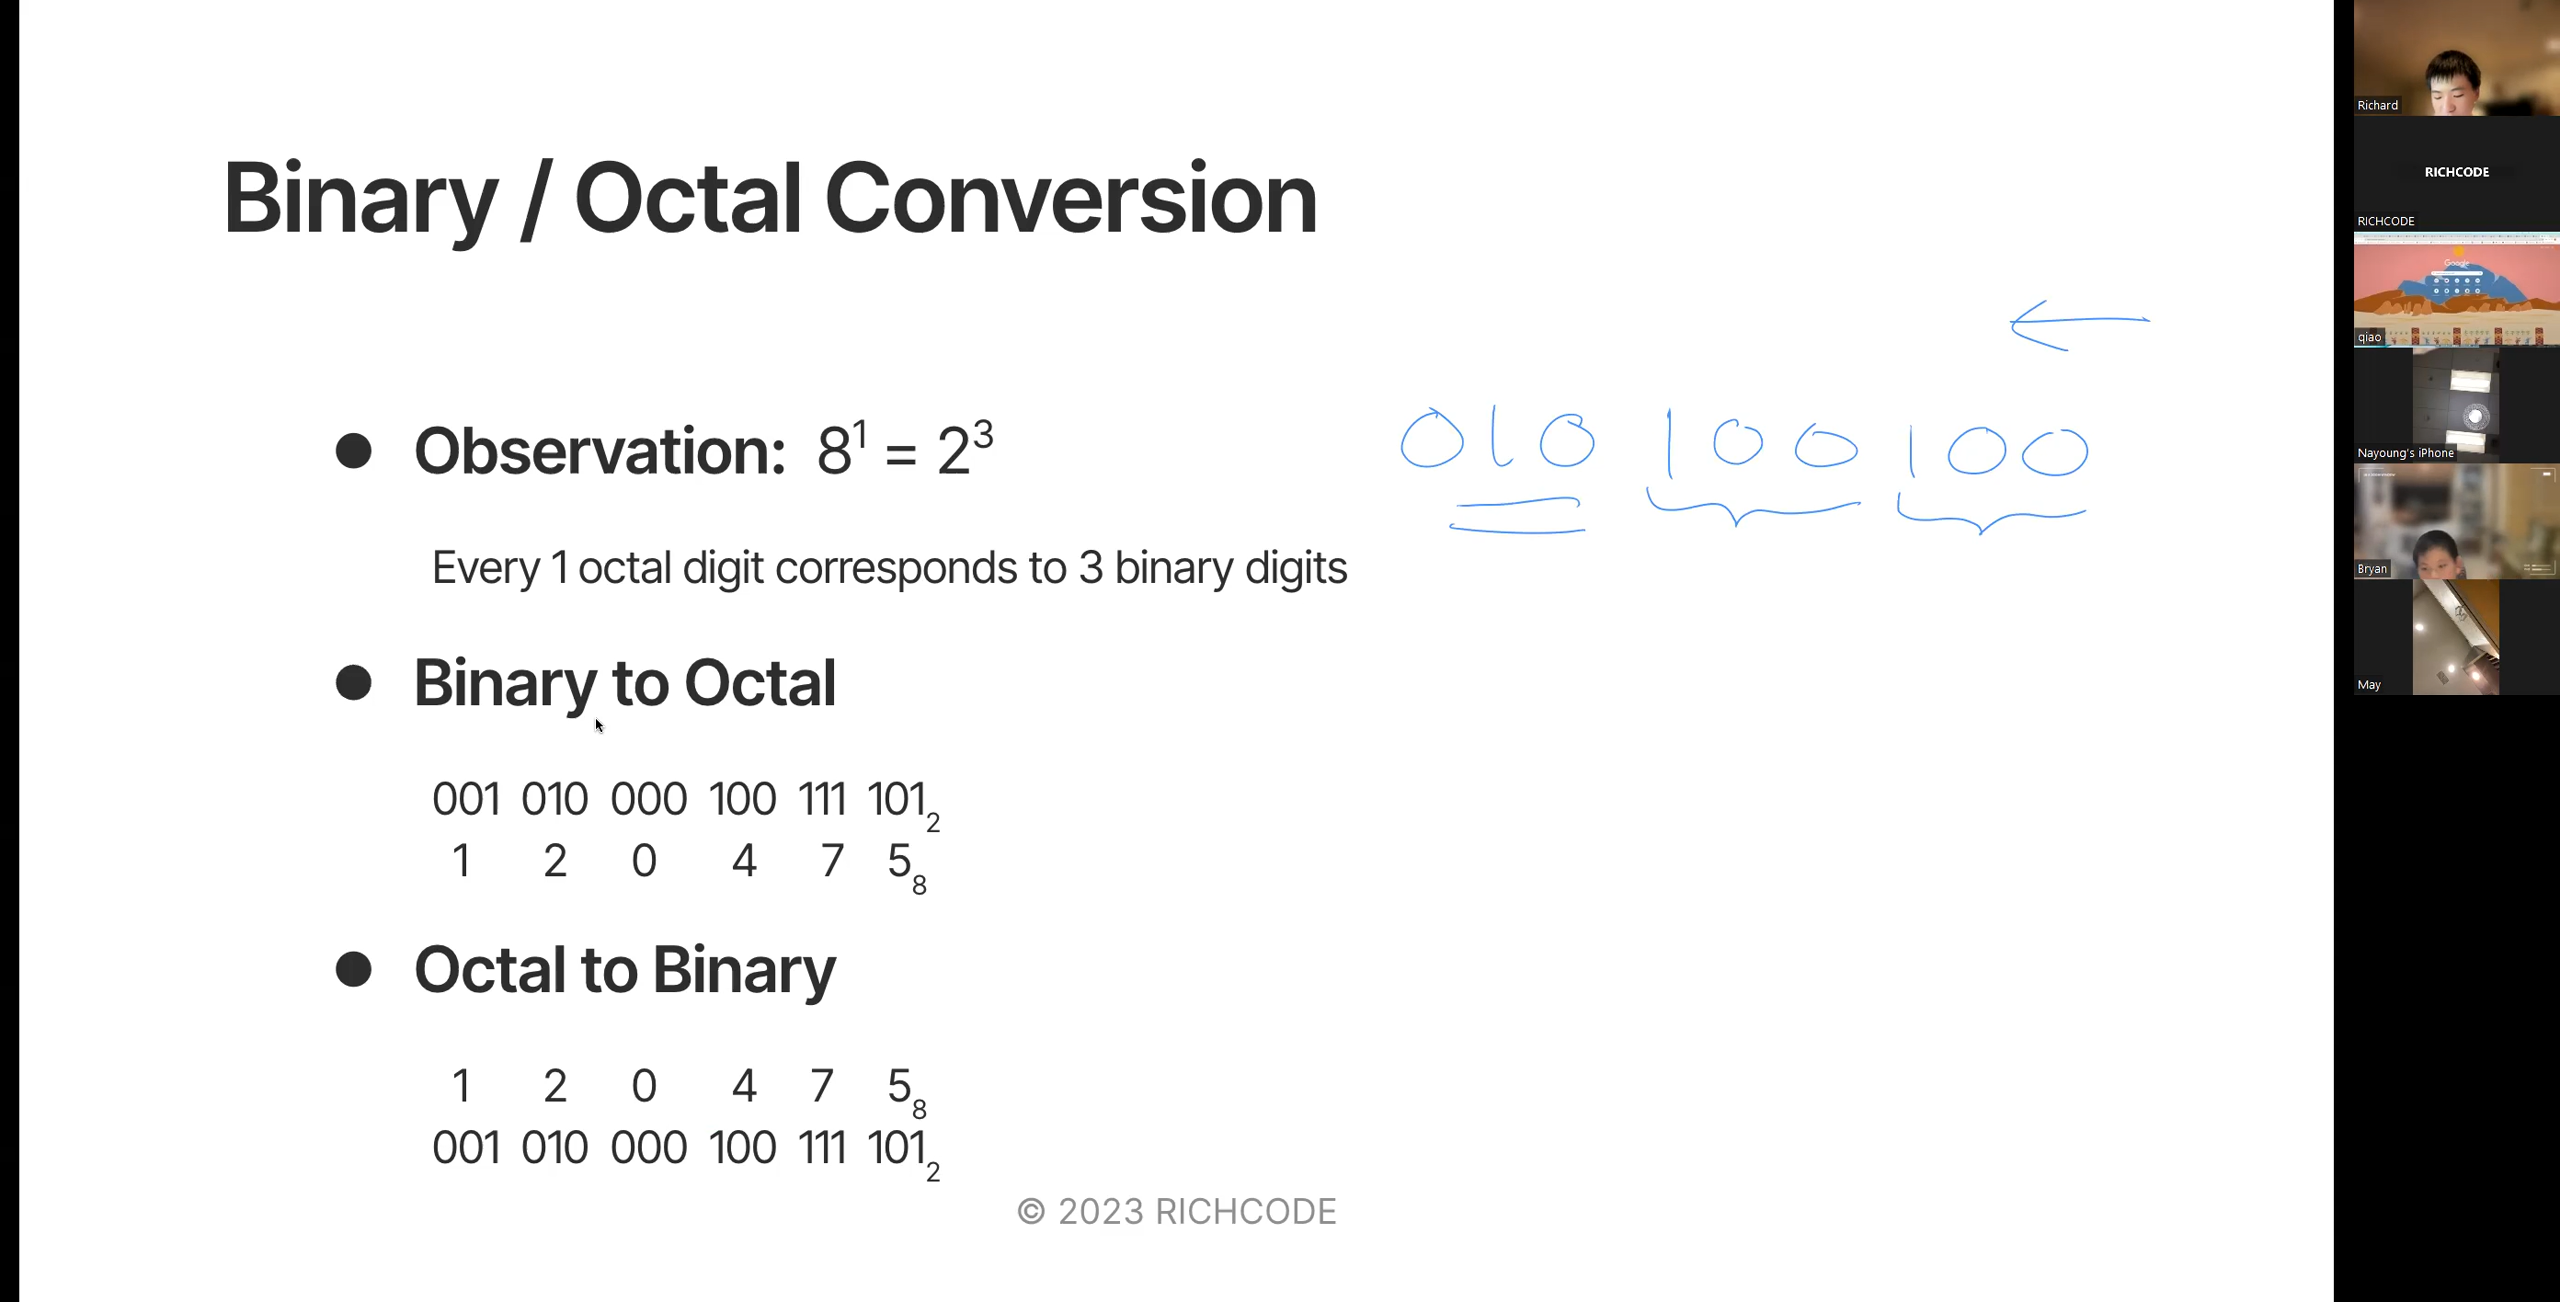 Binary / Octal Conversion
● Observation: 8¹ = 2³
010 100 100
Every 1 octal digit corresponds to 3 binary digits
● Binary to Octal
001 010 000 100 111 101₂
1 2 0 4 7 5₈
● Octal to Binary
1 2 0 4 7 5₈
001 010 000 100 111 101₂
© 2023 RICHCODE
Richard
RICHCODE
RICHCODE
Google
qiao
Nayoung's iPhone
Bryan
May